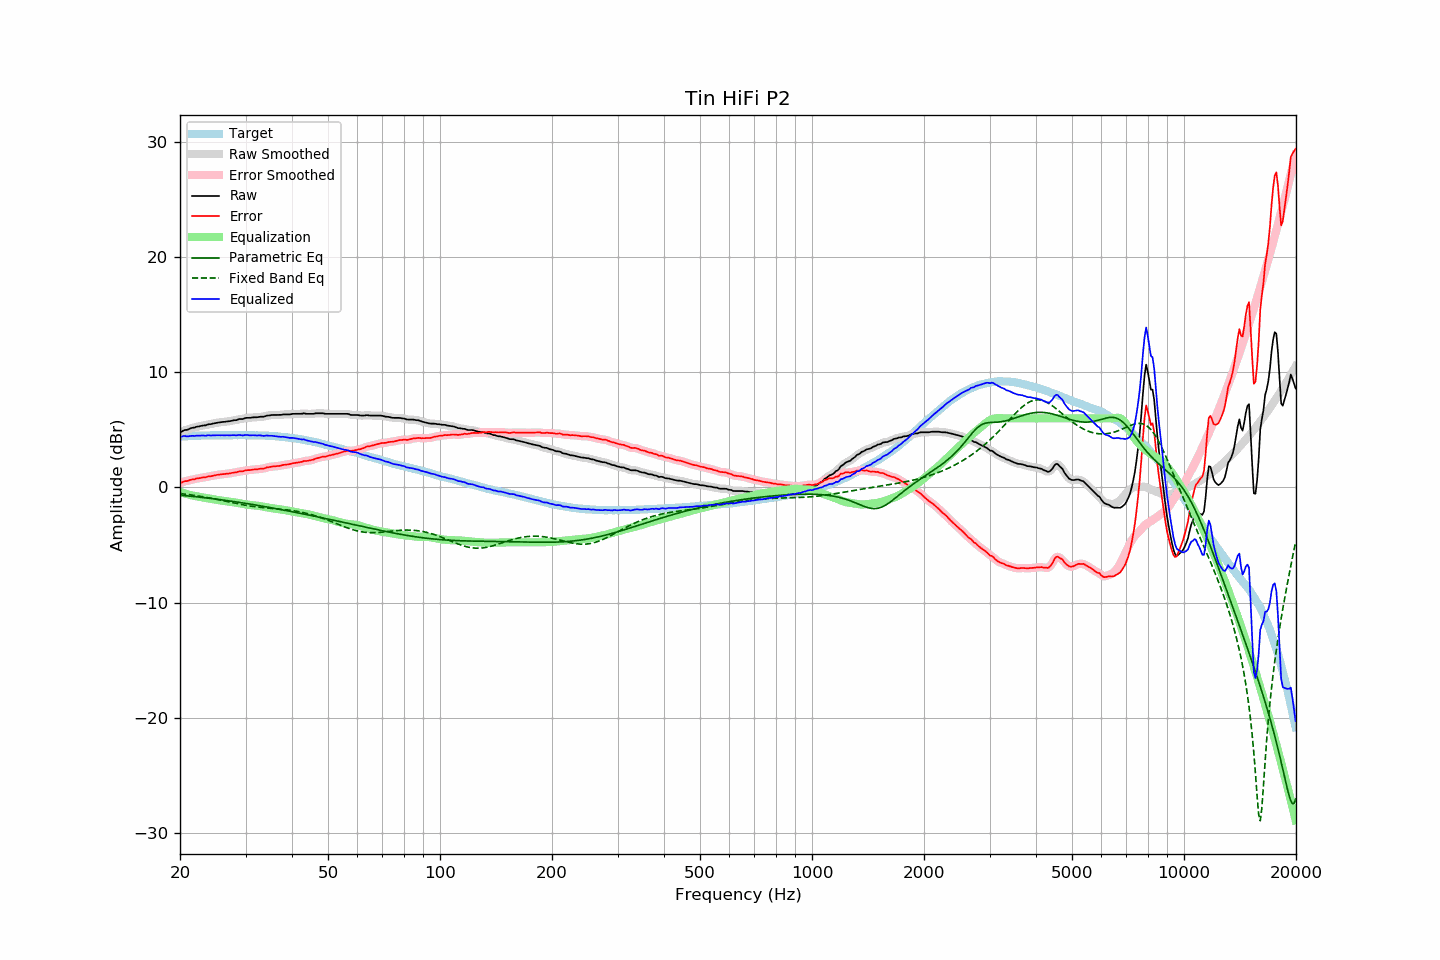 Tin HiFi P2
Target
Raw Smoothed
Error Smoothed
Raw
Error
Equalization
Parametric Eq
Fixed Band Eq
Equalized
30
20
10
0
−10
−20
−30
Amplitude (dBr)
20 50 100 200 500 1000 2000 5000 10000 20000
Frequency (Hz)